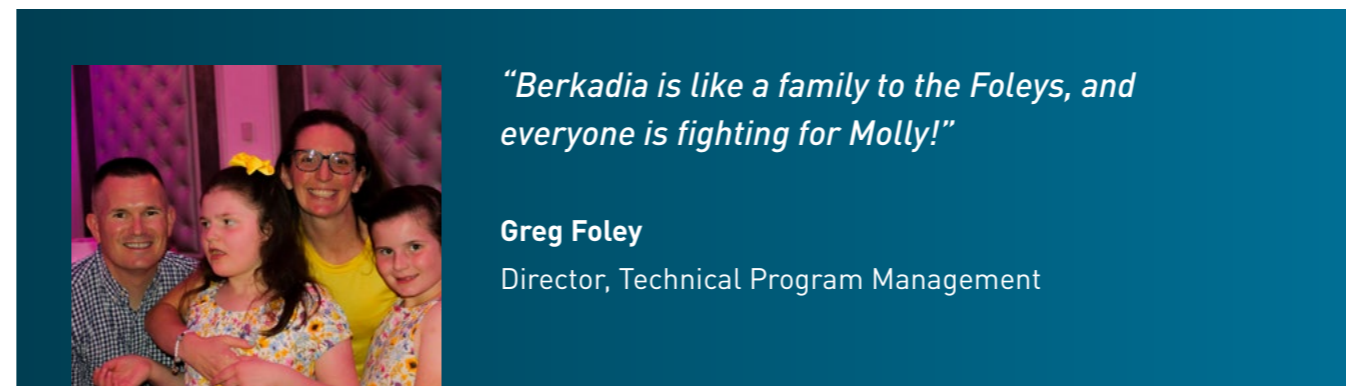 “Berkadia is like a family to the Foleys, and
everyone is fighting for Molly!”
Greg Foley
Director, Technical Program Management